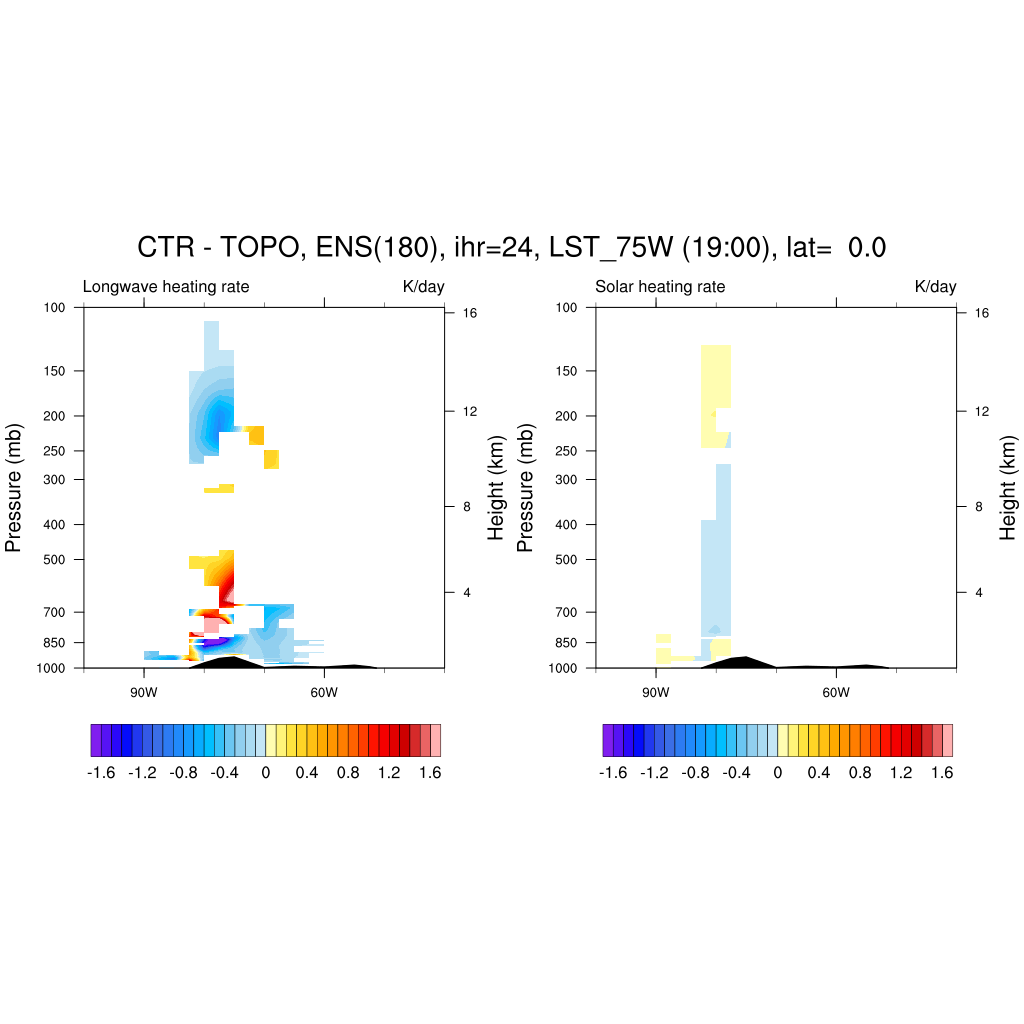 CTR - TOPO, ENS(180), ihr=24, LST_75W (19:00), lat=  0.0
Longwave heating rate K/day
Solar heating rate K/day
100
150
200
250
300
400
500
700
850
1000
Pressure (mb)
16
12
8
4
Height (km)
90W 60W
100
150
200
250
300
400
500
700
850
1000
Pressure (mb)
16
12
8
4
Height (km)
90W 60W
-1.6 -1.2 -0.8 -0.4 0 0.4 0.8 1.2 1.6
-1.6 -1.2 -0.8 -0.4 0 0.4 0.8 1.2 1.6